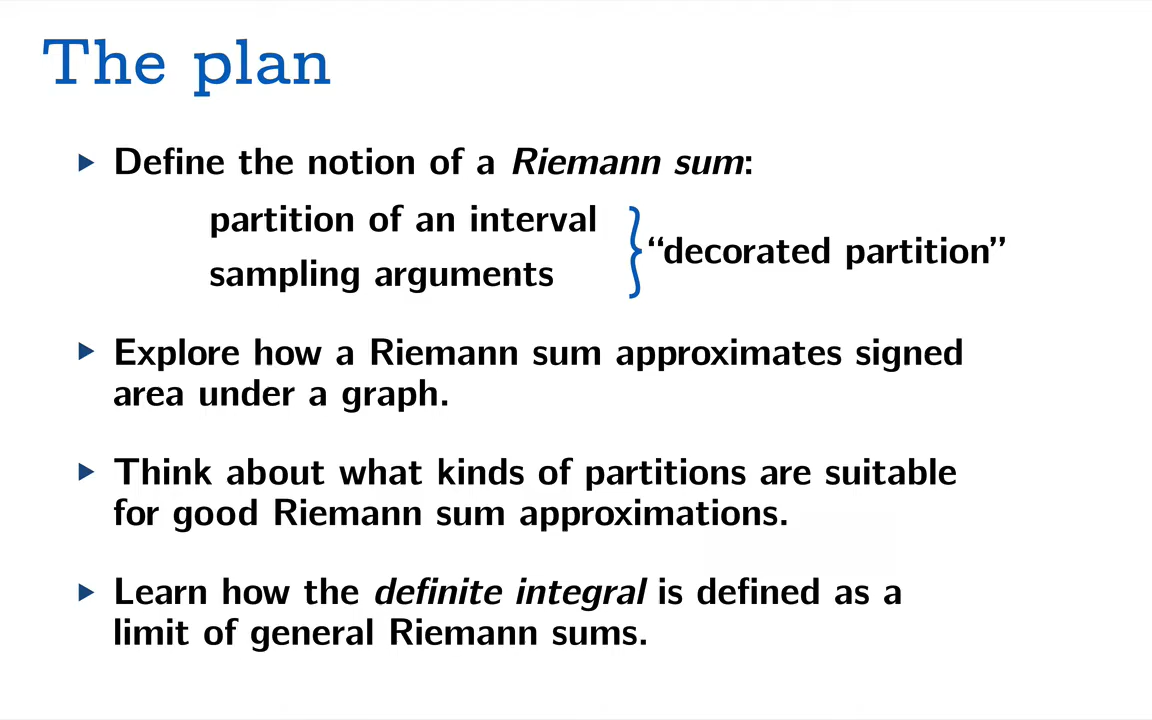 The plan
▶ Define the notion of a Riemann sum:
partition of an interval
sampling arguments
“decorated partition”
▶ Explore how a Riemann sum approximates signed
area under a graph.
▶ Think about what kinds of partitions are suitable
for good Riemann sum approximations.
▶ Learn how the definite integral is defined as a
limit of general Riemann sums.